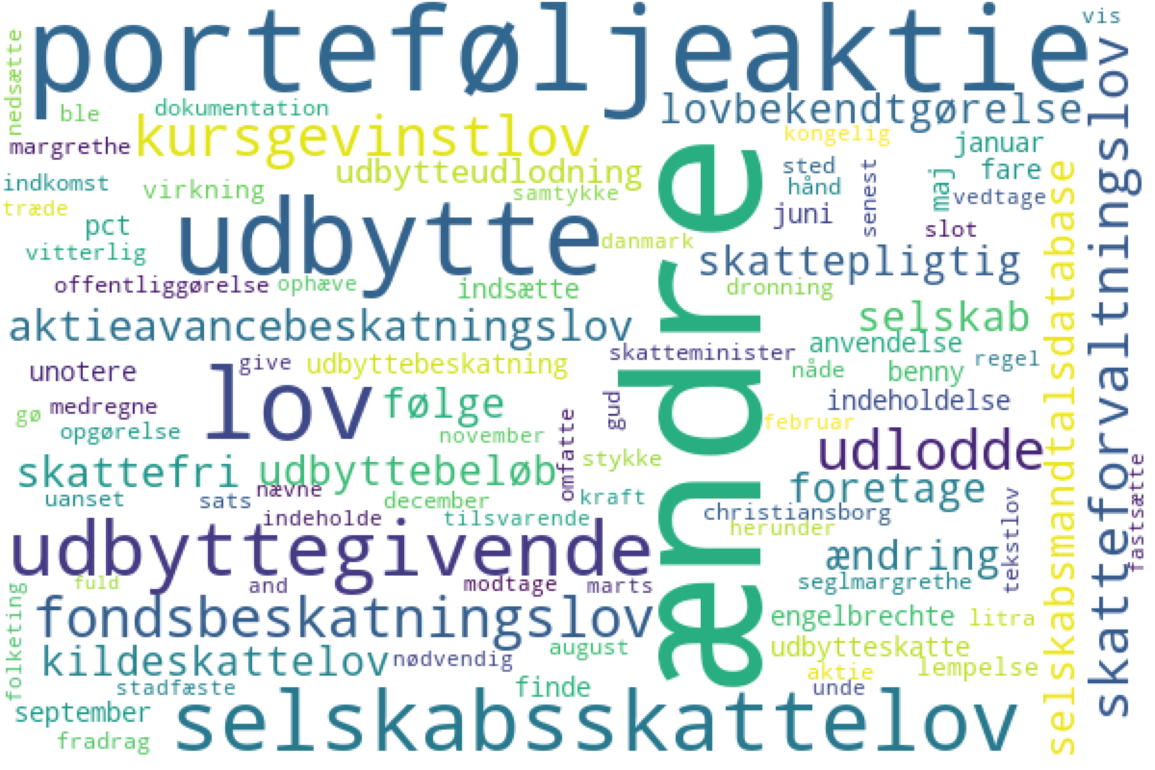 porteføljeaktie
vis
nedsætte
ble
dokumentation
lovbekendtgørelse
skatteforvaltningslov
margrethe
kursgevinstlov
kongelig
januar
indkomst
virkning
udbytteudlodning
samtykke
sted
hånd
senest
maj
fare
vedtage
træde
pct
udbytte
danmark
ændre
juni
slot
selskabsmandtalsdatabase
vitterlig
skattepligtig
offentliggørelse
ophæve
indsætte
dronning
aktieavancebeskatningslov
selskab
skatteminister
anvendelse
regel
unotere
give
udbyttebeskatning
nåde
benny
gø
medregne
lov
følge
gud
indeholdelse
opgørelse
november
omfatte
februar
skattefri
udbyttebeløb
stykke
udlodde
uanset
sats
nævne
december
kraft
foretage
fastsætte
indeholde
tilsvarende
christiansborg
herunder
tekstlov
udbyttegivende
ændring
fuld
and
modtage
marts
seglmargrethe
folketing
fondsbeskatningslov
engelbrechte
litra
kildeskattelov
nødvendig
august
udbytteskatte
aktie
lempelse
stadfæste
finde
unde
september
selskabsskattelov
fradrag